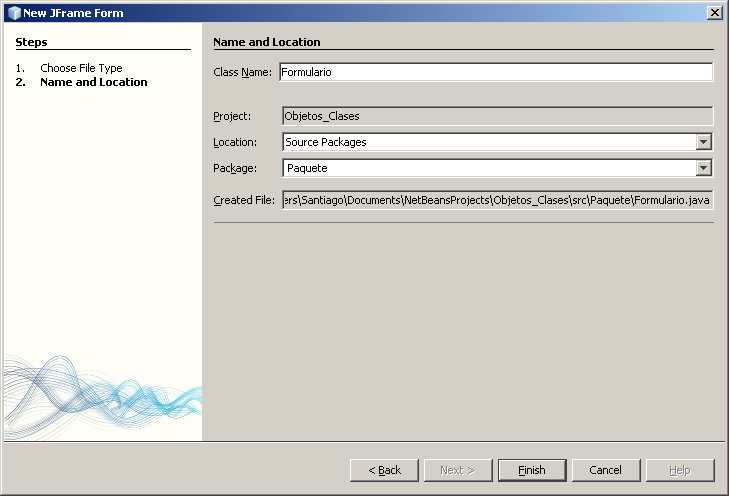 New JFrame Form
Steps
1. Choose File Type
2. Name and Location
Name and Location
Class Name: Formulario
Project: Objetos_Clases
Location: Source Packages
Package: Paquete
Created File: ers\Santiago\Documents\NetBeansProjects\Objetos_Clases\src\Paquete\Formulario.java
< Back Next > Finish Cancel Help